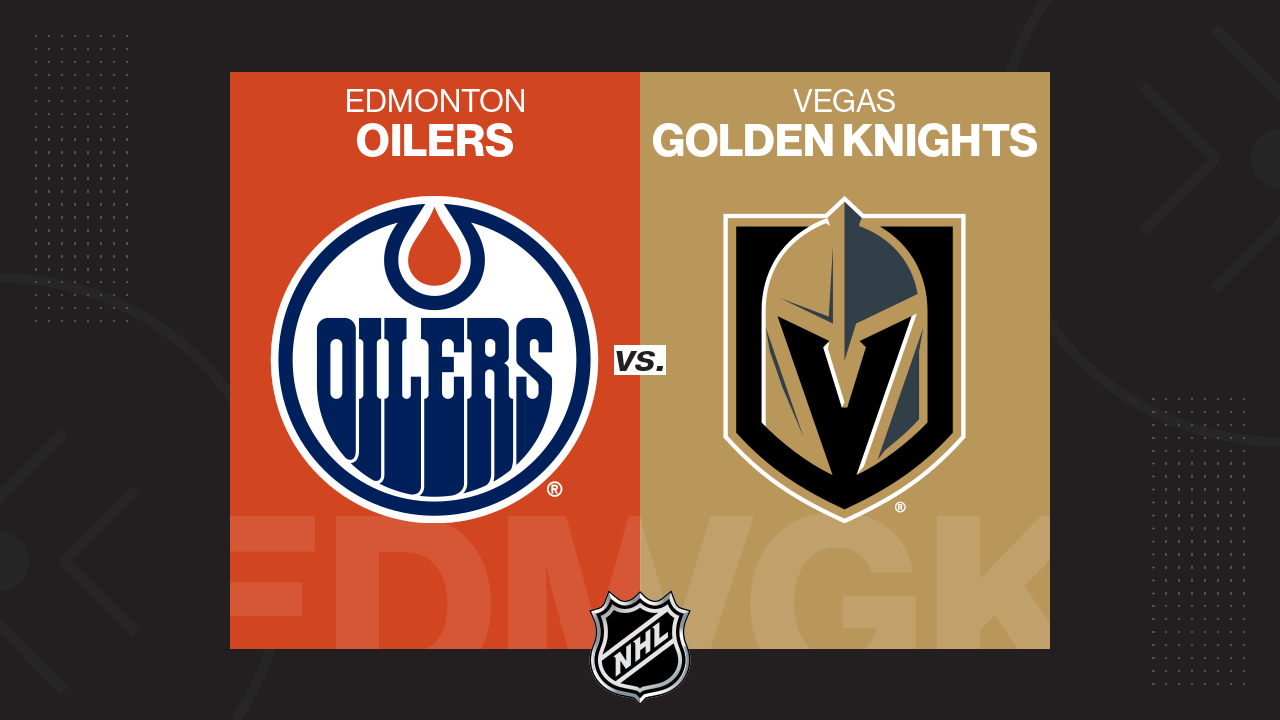 EDMONTON
OILERS
VEGAS
GOLDEN KNIGHTS
OILERS
®
vs.
®
EDM
VGK
NHL